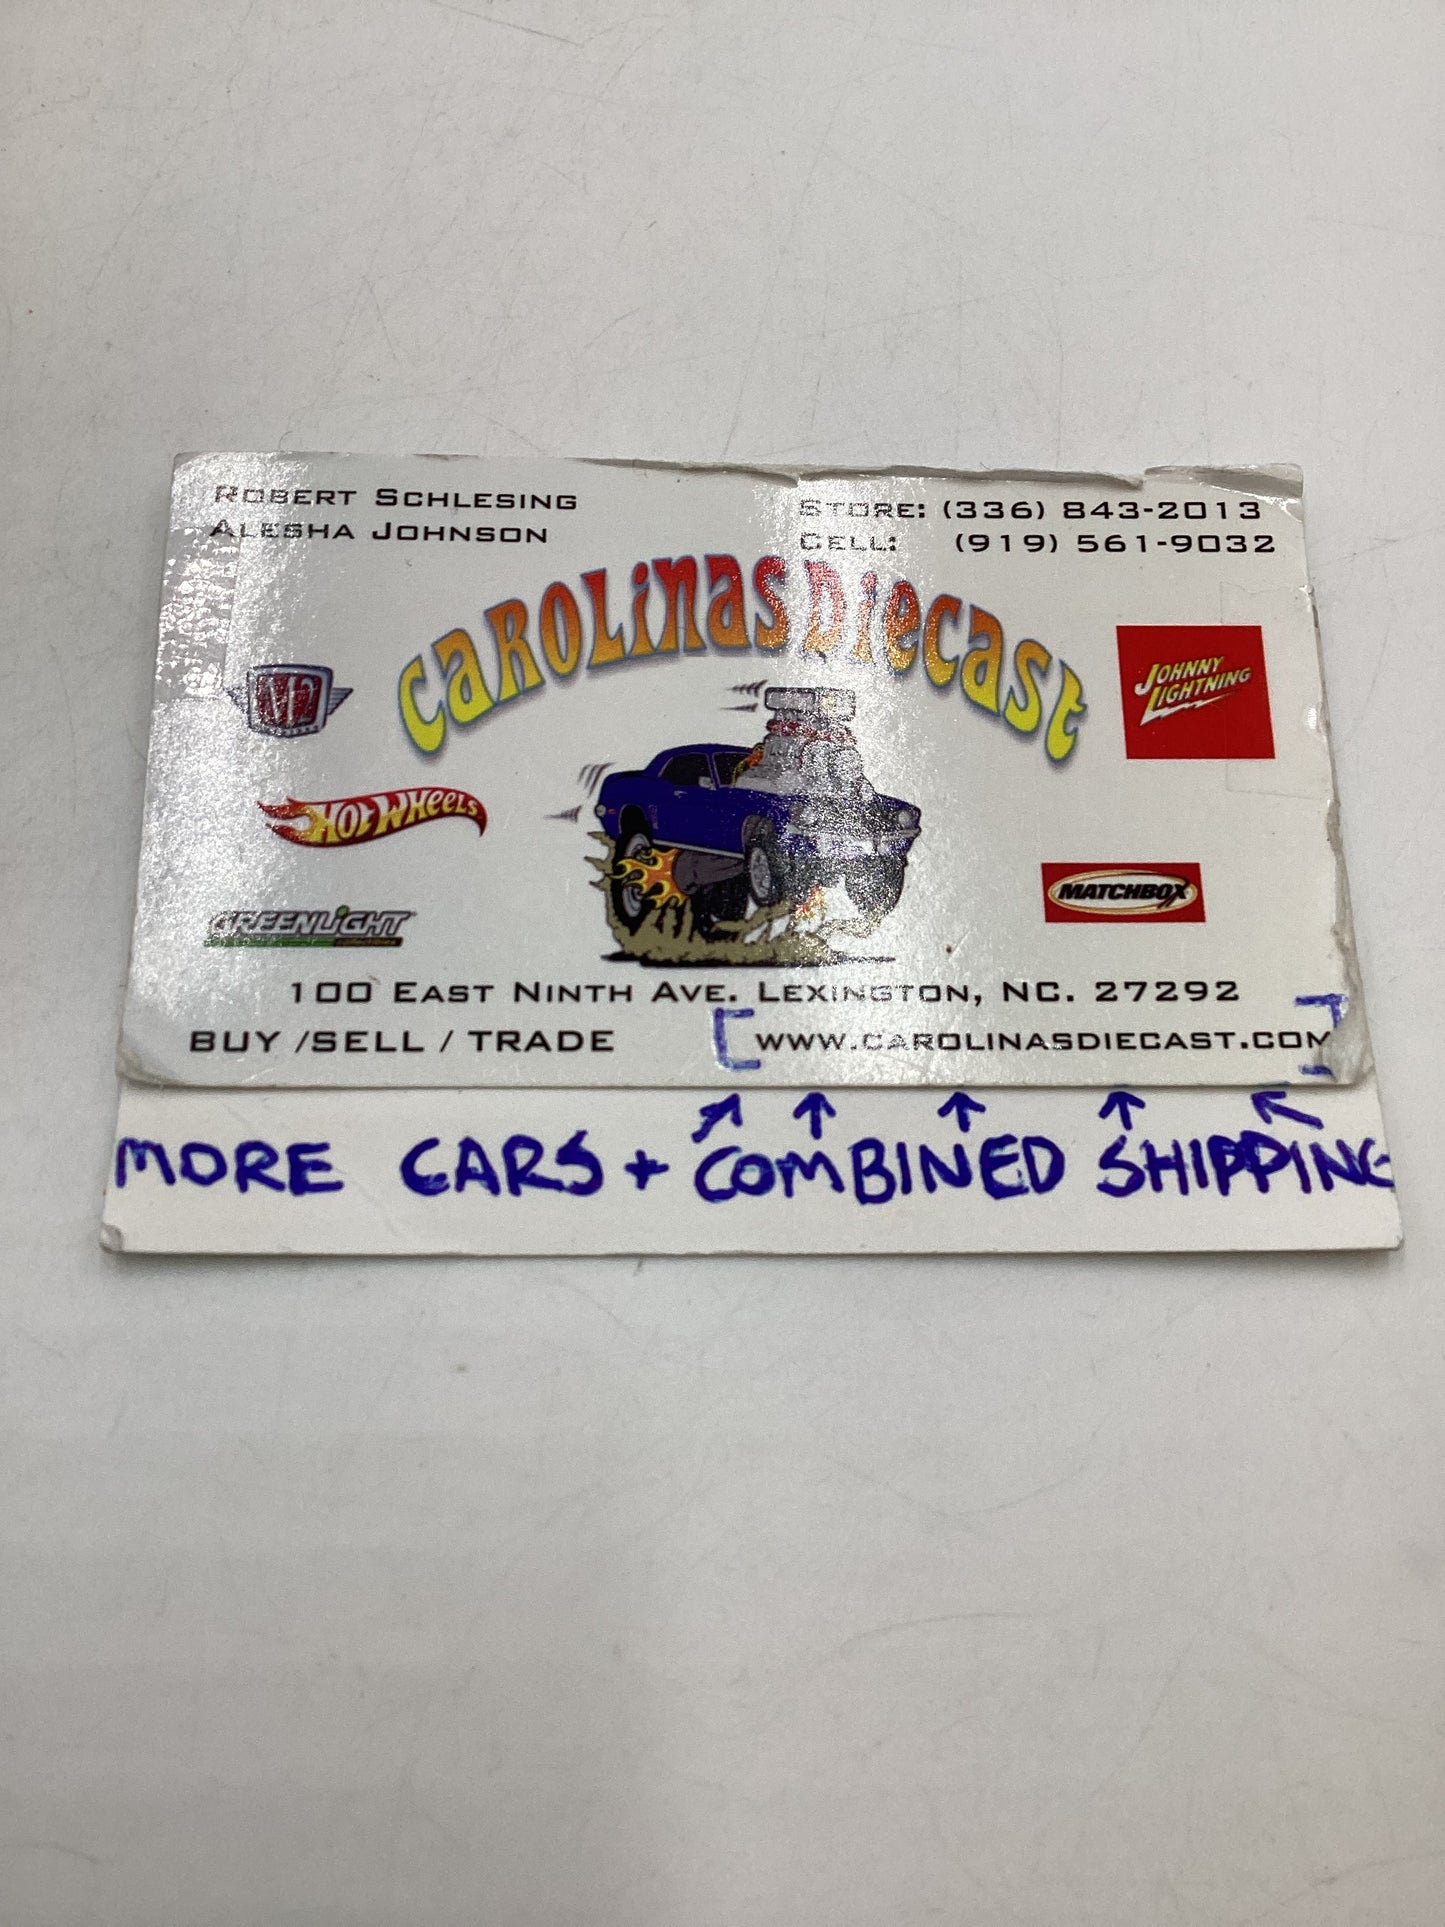 ROBERT SCHLESING
ALESHA JOHNSON
STORE: (336) 843-2013
CELL: (919) 561-9032
CAROLINAS DIECAST
M2
JOHNNY
LIGHTNING
HOT WHEELS
MATCHBOX
GREENLIGHT
100 EAST NINTH AVE. LEXINGTON, NC. 27292
BUY /SELL / TRADE
[WWW.CAROLINASDIECAST.COM]
↑ ↑ ↑ ↑ ↑
MORE CARS + COMBINED SHIPPING